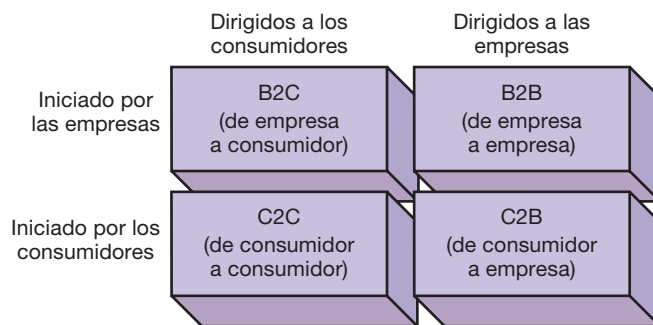 Dirigidos a los
consumidores
Dirigidos a las
empresas
Iniciado por
las empresas
B2C
(de empresa
a consumidor)
B2B
(de empresa
a empresa)
Iniciado por los
consumidores
C2C
(de consumidor
a consumidor)
C2B
(de consumidor
a empresa)